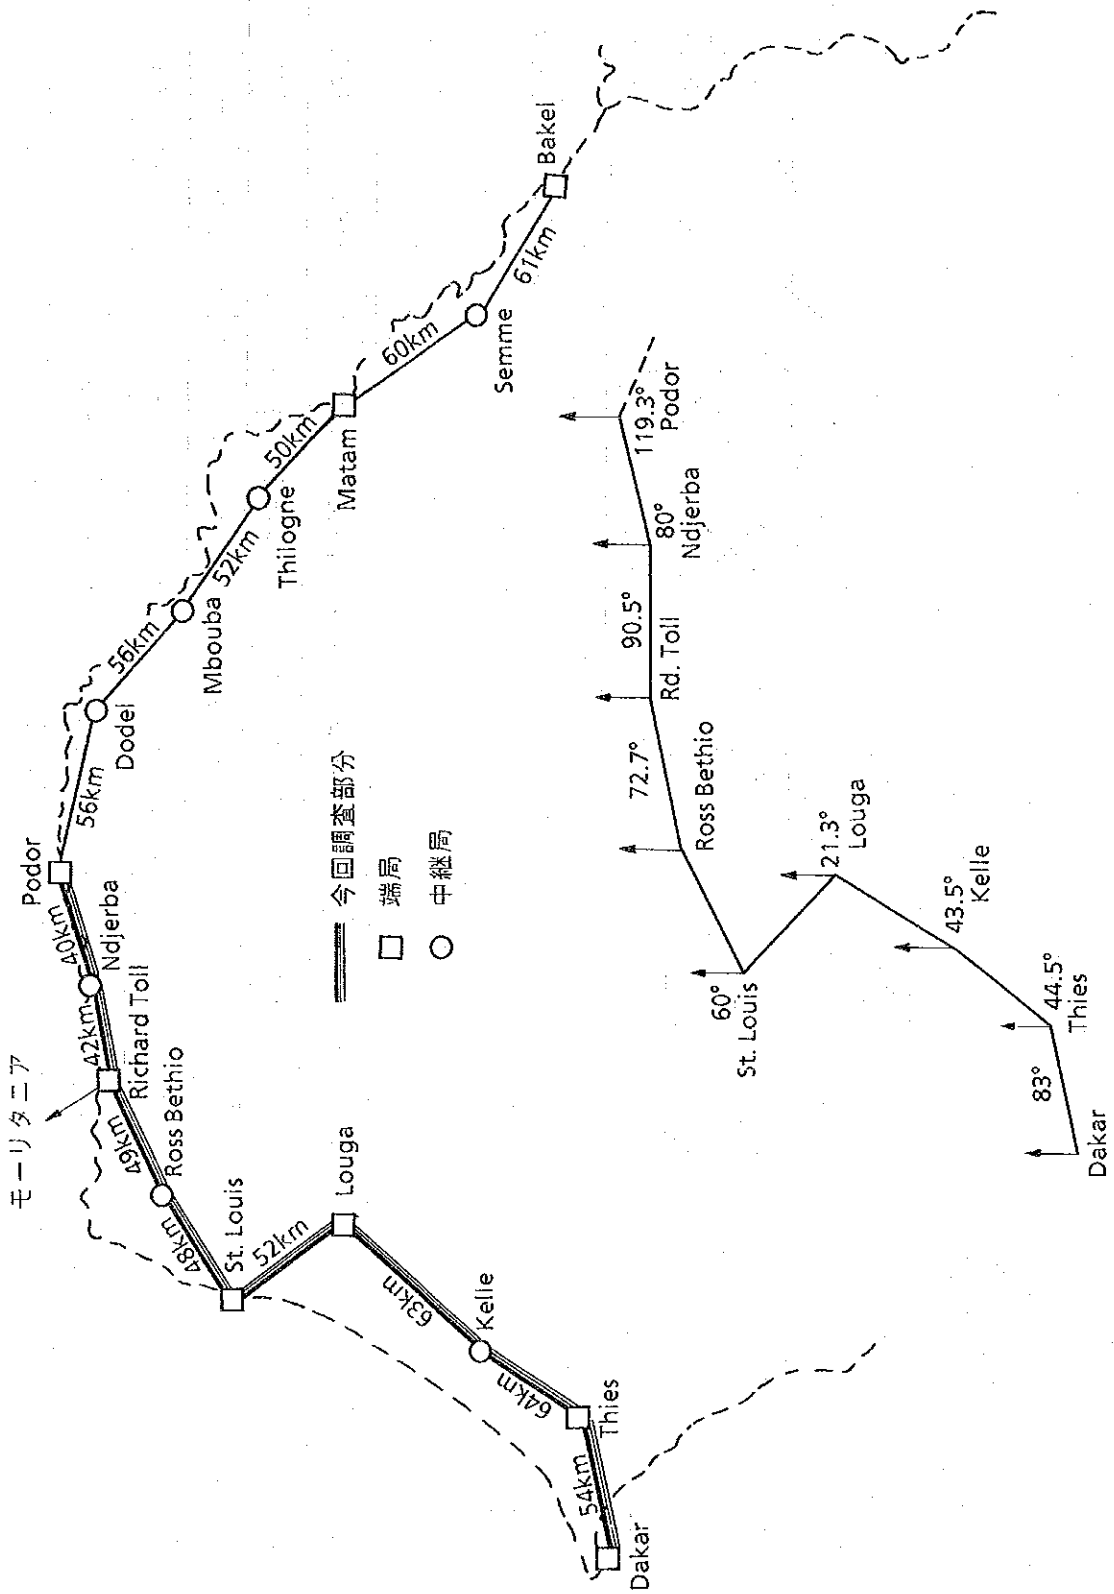 モーリタニア
Podor
40km
Ndjerba
42km
Richard Toll
49km
Ross Bethio
48km
St. Louis
52km
Louga
63km
Kelle
64km
Thies
54km
Dakar
56km
Dodel
56km
Mbouba
52km
Thilogne
50km
Matam
60km
Semme
61km
Bakel
今回調査部分
端局
中継局
119.3°
Podor
80°
Ndjerba
90.5°
Rd. Toll
72.7°
Ross Bethio
60°
St. Louis
21.3°
Louga
43.5°
Kelle
44.5°
Thies
83°
Dakar